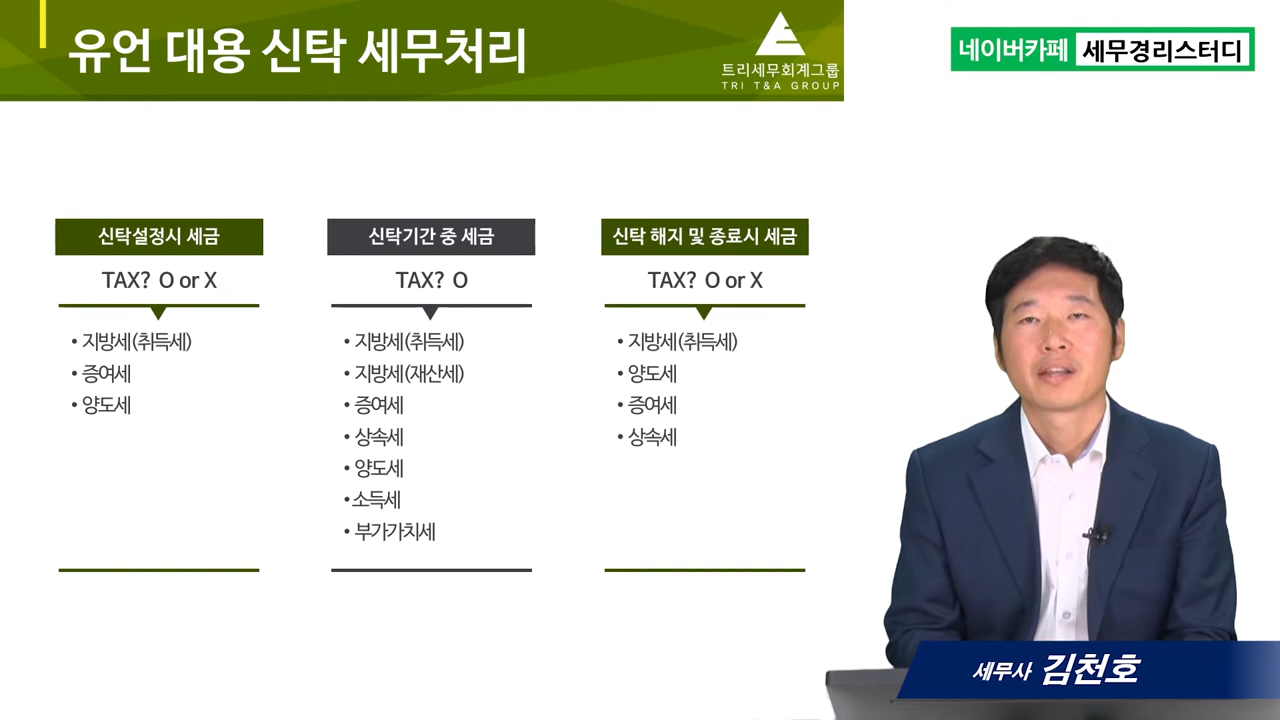 유언 대용 신탁 세무처리
트리세무회계그룹
TRI T&A GROUP
네이버카페 세무경리스터디
신탁설정시 세금
TAX? O or X
• 지방세(취득세)
• 증여세
• 양도세
신탁기간 중 세금
TAX? O
• 지방세(취득세)
• 지방세(재산세)
• 증여세
• 상속세
• 양도세
• 소득세
• 부가가치세
신탁 해지 및 종료시 세금
TAX? O or X
• 지방세(취득세)
• 양도세
• 증여세
• 상속세
세무사 김천호